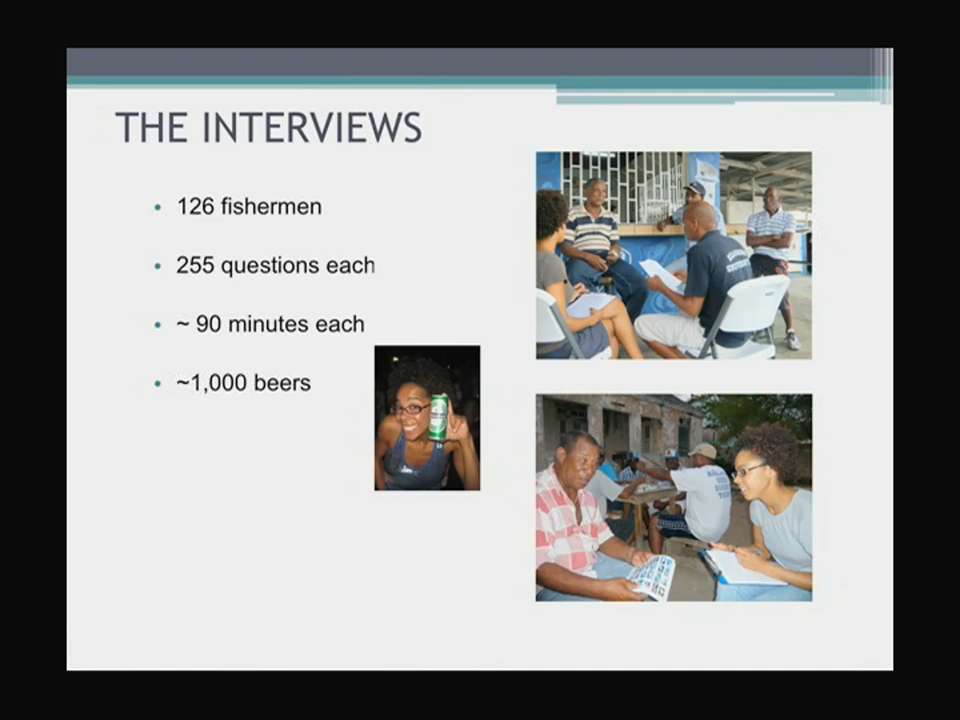 THE INTERVIEWS
• 126 fishermen
• 255 questions each
• ~ 90 minutes each
• ~1,000 beers